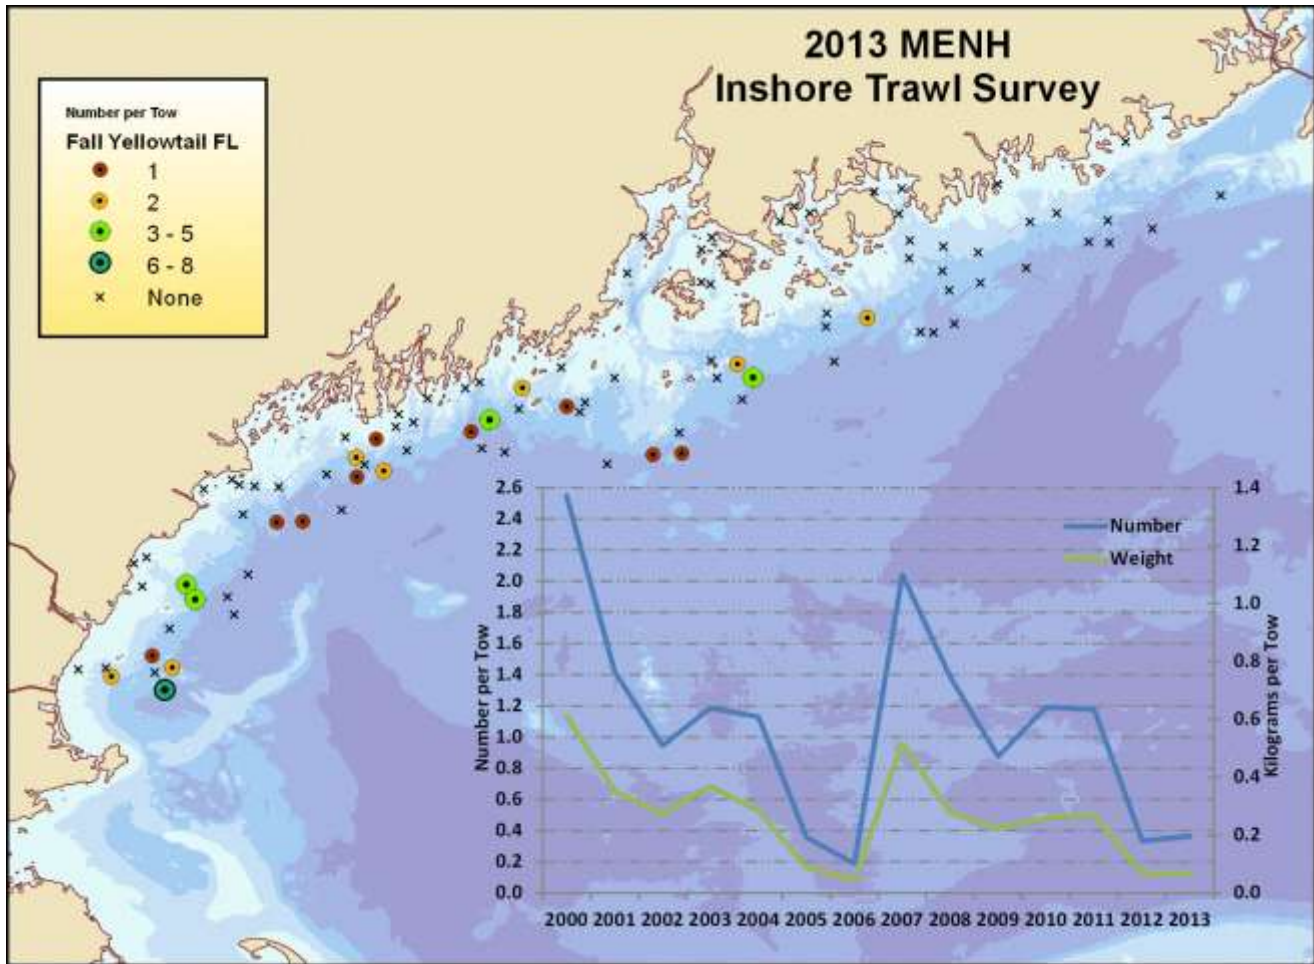 2013 MENH
Inshore Trawl Survey
Number per Tow
Fall Yellowtail FL
1
2
3 - 5
6 - 8
None
2.6
2.4
2.2
2.0
1.8
1.6
1.4
1.2
1.0
0.8
0.6
0.4
0.2
0.0
Number per Tow
Number
Weight
1.4
1.2
1.0
0.8
0.6
0.4
0.2
0.0
Kilograms per Tow
2000 2001 2002 2003 2004 2005 2006 2007 2008 2009 2010 2011 2012 2013